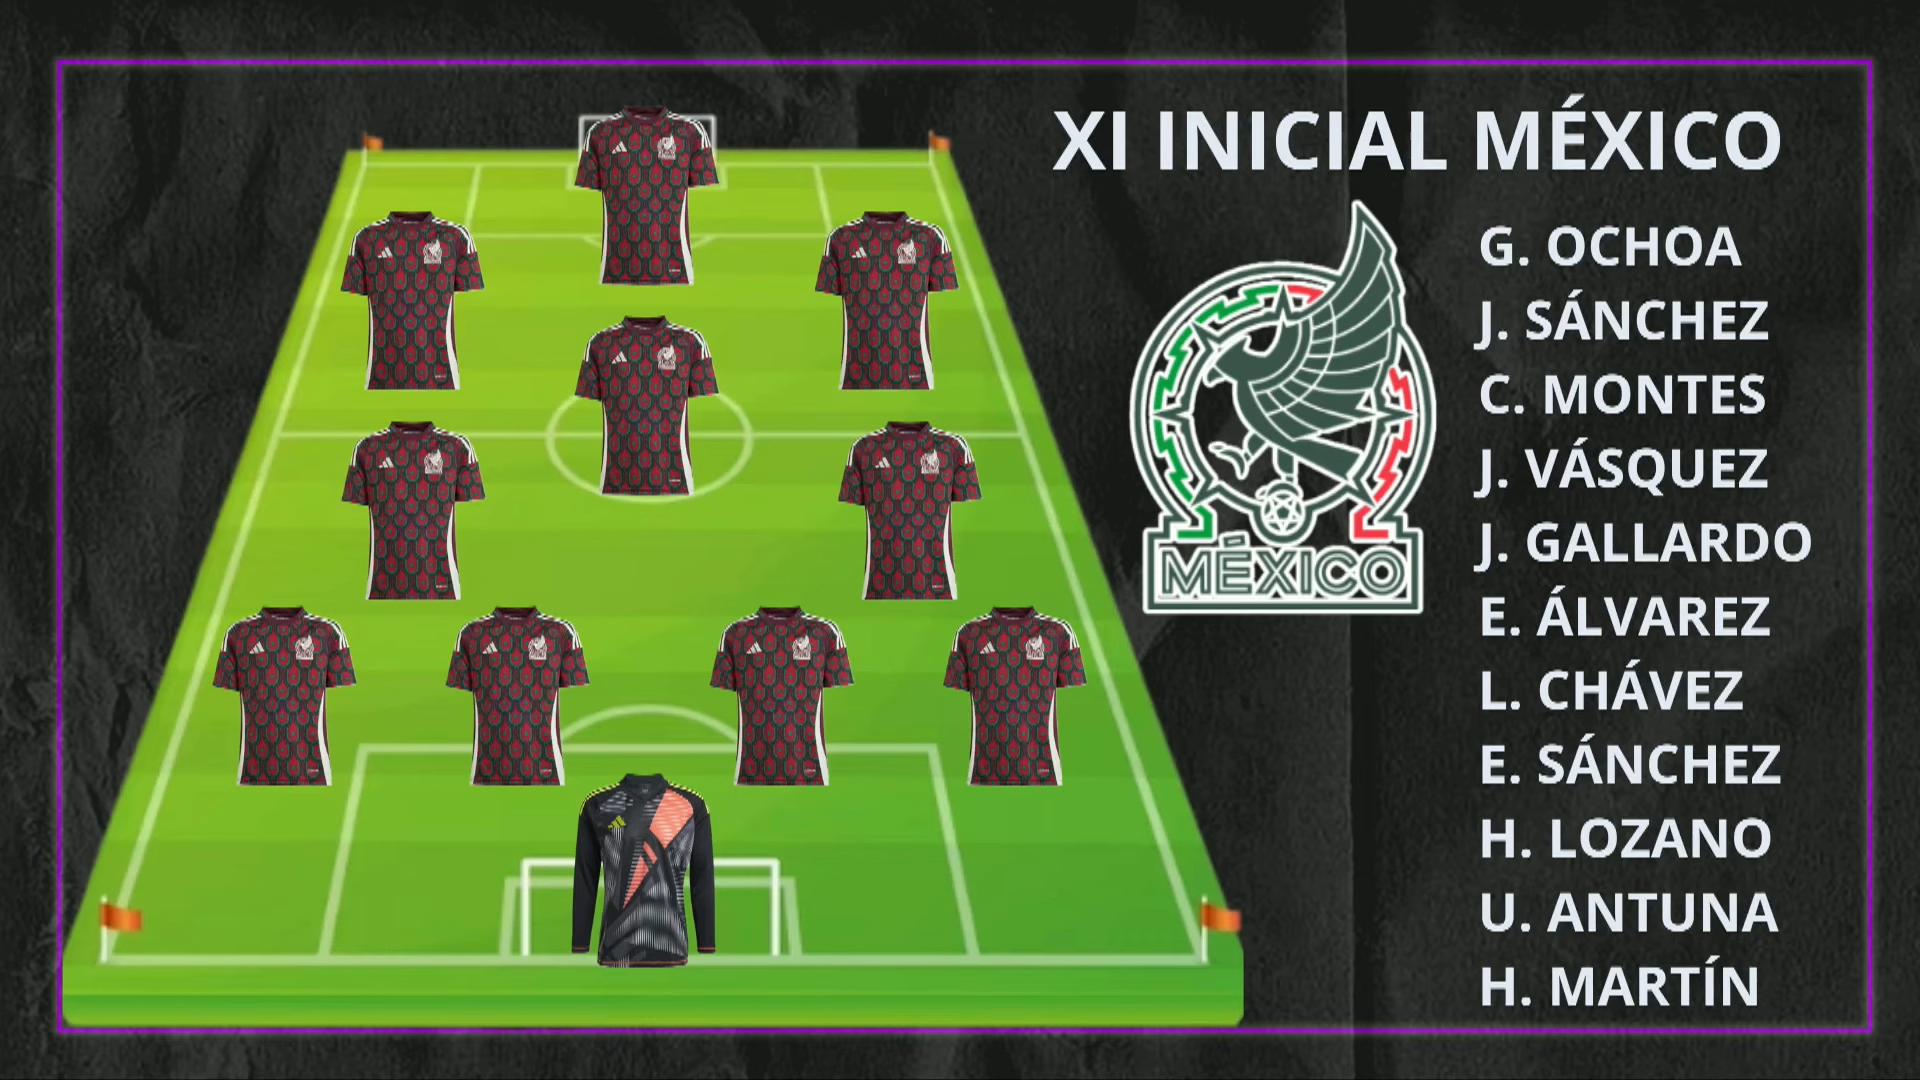 XI INICIAL MÉXICO
G. OCHOA
J. SÁNCHEZ
C. MONTES
J. VÁSQUEZ
J. GALLARDO
E. ÁLVAREZ
L. CHÁVEZ
E. SÁNCHEZ
H. LOZANO
U. ANTUNA
H. MARTÍN
MÉXICO